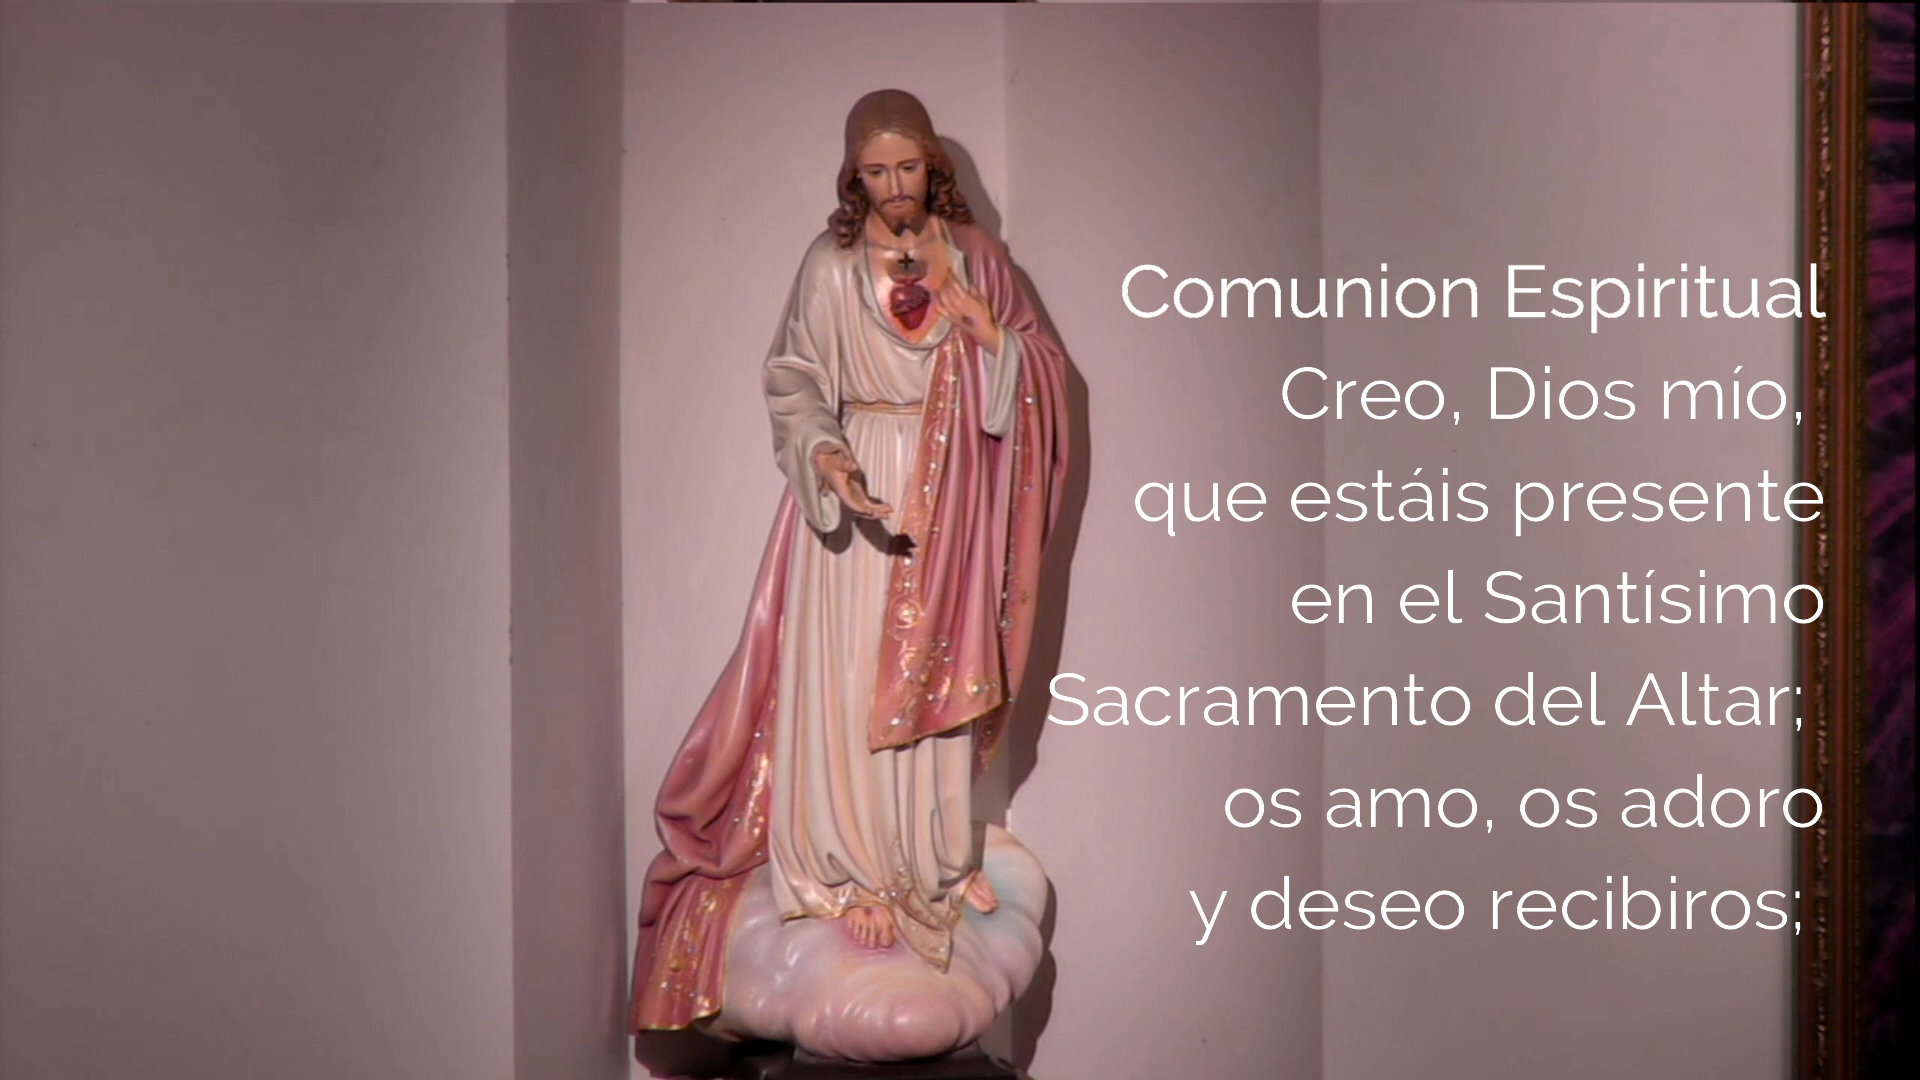 Comunion Espiritual
Creo, Dios mío,
que estáis presente
en el Santísimo
Sacramento del Altar;
os amo, os adoro
y deseo recibiros;